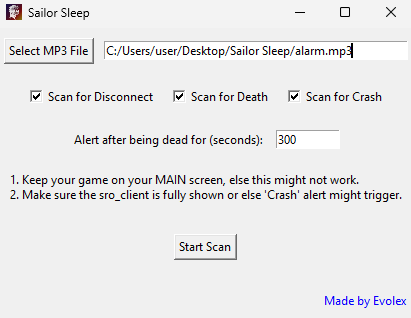 Sailor Sleep
Select MP3 File C:/Users/user/Desktop/Sailor Sleep/alarm.mp3
Scan for Disconnect Scan for Death Scan for Crash
Alert after being dead for (seconds): 300
1. Keep your game on your MAIN screen, else this might not work.
2. Make sure the sro_client is fully shown or else 'Crash' alert might trigger.
Start Scan
Made by Evolex